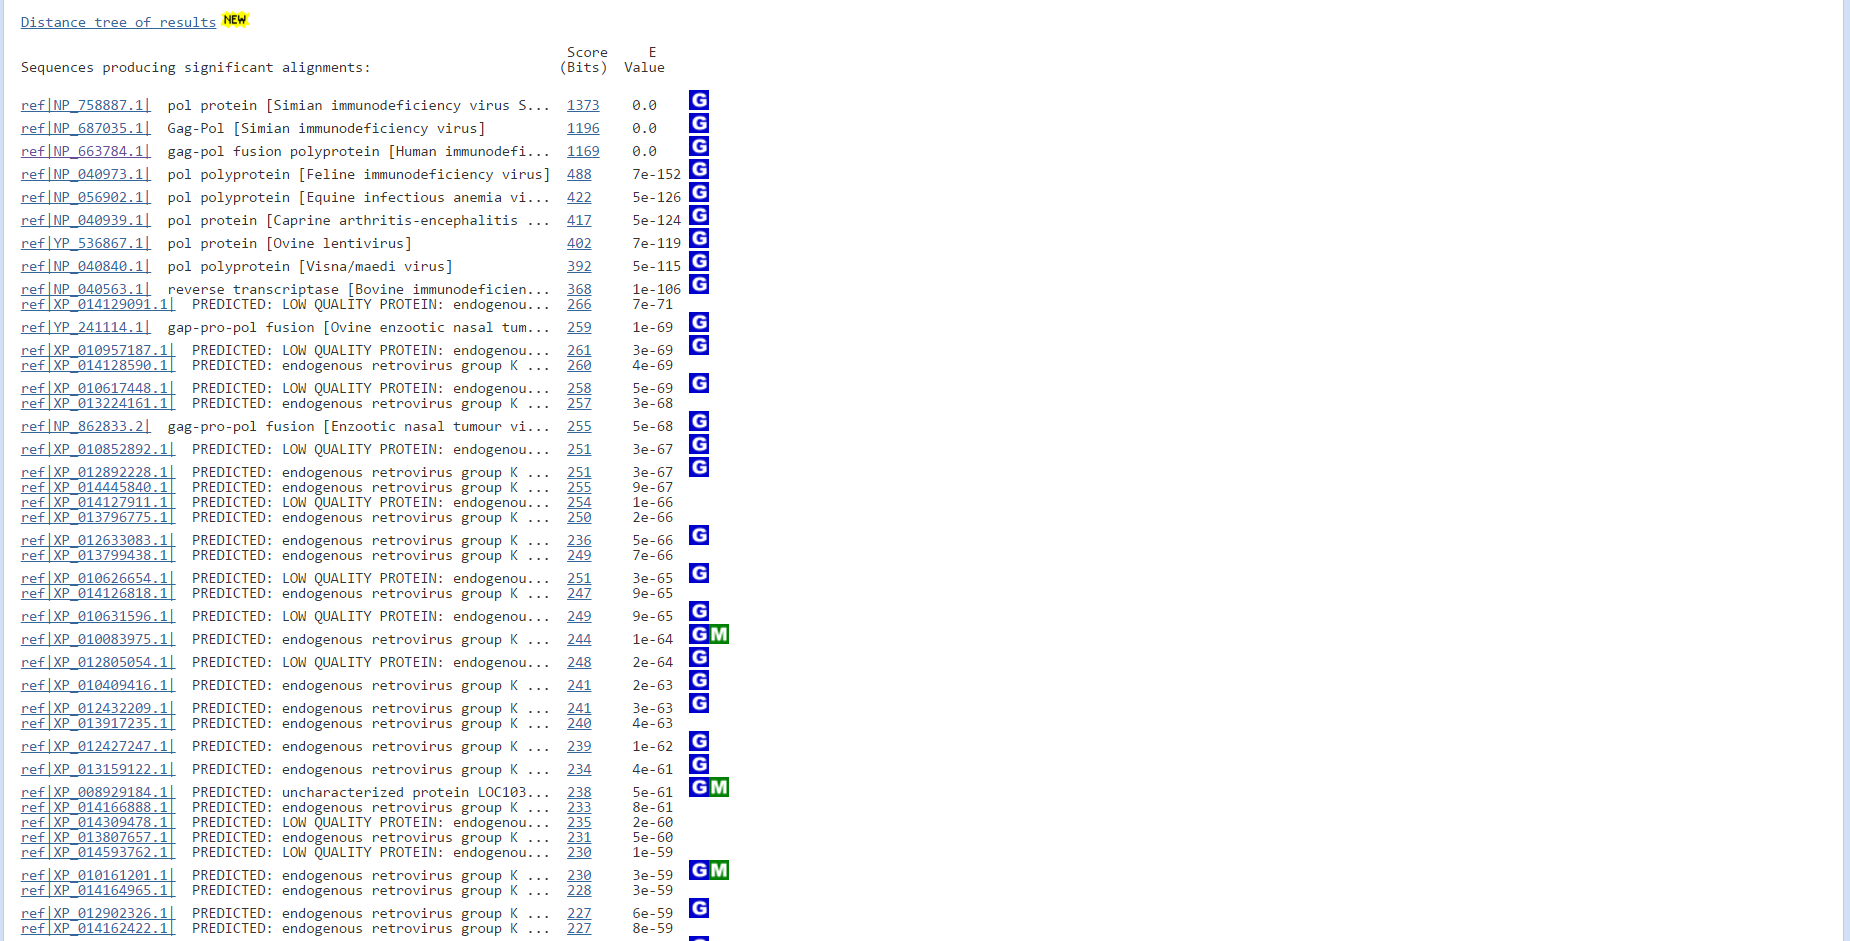 Distance tree of results NEW
Score E
Sequences producing significant alignments: (Bits) Value
ref|NP_758887.1| pol protein [Simian immunodeficiency virus S... 1373 0.0 G
ref|NP_687035.1| Gag-Pol [Simian immunodeficiency virus] 1196 0.0 G
ref|NP_663784.1| gag-pol fusion polyprotein [Human immunodefi... 1169 0.0 G
ref|NP_040973.1| pol polyprotein [Feline immunodeficiency virus] 488 7e-152 G
ref|NP_056902.1| pol polyprotein [Equine infectious anemia vi... 422 5e-126 G
ref|NP_040939.1| pol protein [Caprine arthritis-encephalitis ... 417 5e-124 G
ref|YP_536867.1| pol protein [Ovine lentivirus] 402 7e-119 G
ref|NP_040840.1| pol polyprotein [Visna/maedi virus] 392 5e-115 G
ref|NP_040563.1| reverse transcriptase [Bovine immunodeficien... 368 1e-106 G
ref|XP_014129091.1| PREDICTED: LOW QUALITY PROTEIN: endogenou... 266 7e-71
ref|YP_241114.1| gap-pro-pol fusion [Ovine enzootic nasal tum... 259 1e-69 G
ref|XP_010957187.1| PREDICTED: LOW QUALITY PROTEIN: endogenou... 261 3e-69 G
ref|XP_014128590.1| PREDICTED: endogenous retrovirus group K ... 260 4e-69
ref|XP_010617448.1| PREDICTED: LOW QUALITY PROTEIN: endogenou... 258 5e-69 G
ref|XP_013224161.1| PREDICTED: endogenous retrovirus group K ... 257 3e-68
ref|NP_862833.2| gag-pro-pol fusion [Enzootic nasal tumour vi... 255 5e-68 G
ref|XP_010852892.1| PREDICTED: LOW QUALITY PROTEIN: endogenou... 251 3e-67 G
ref|XP_012892228.1| PREDICTED: endogenous retrovirus group K ... 251 3e-67 G
ref|XP_014445840.1| PREDICTED: endogenous retrovirus group K ... 255 9e-67
ref|XP_014127911.1| PREDICTED: LOW QUALITY PROTEIN: endogenou... 254 1e-66
ref|XP_013796775.1| PREDICTED: endogenous retrovirus group K ... 250 2e-66
ref|XP_012633083.1| PREDICTED: endogenous retrovirus group K ... 236 5e-66 G
ref|XP_013799438.1| PREDICTED: endogenous retrovirus group K ... 249 7e-66
ref|XP_010626654.1| PREDICTED: LOW QUALITY PROTEIN: endogenou... 251 3e-65 G
ref|XP_014126818.1| PREDICTED: endogenous retrovirus group K ... 247 9e-65
ref|XP_010631596.1| PREDICTED: LOW QUALITY PROTEIN: endogenou... 249 9e-65 G
ref|XP_010083975.1| PREDICTED: endogenous retrovirus group K ... 244 1e-64 G M
ref|XP_012805054.1| PREDICTED: LOW QUALITY PROTEIN: endogenou... 248 2e-64 G
ref|XP_010409416.1| PREDICTED: endogenous retrovirus group K ... 241 2e-63 G
ref|XP_012432209.1| PREDICTED: endogenous retrovirus group K ... 241 3e-63 G
ref|XP_013917235.1| PREDICTED: endogenous retrovirus group K ... 240 4e-63
ref|XP_012427247.1| PREDICTED: endogenous retrovirus group K ... 239 1e-62 G
ref|XP_013159122.1| PREDICTED: endogenous retrovirus group K ... 234 4e-61 G
ref|XP_008929184.1| PREDICTED: uncharacterized protein LOC103... 238 5e-61 G M
ref|XP_014166888.1| PREDICTED: endogenous retrovirus group K ... 233 8e-61
ref|XP_014309478.1| PREDICTED: LOW QUALITY PROTEIN: endogenou... 235 2e-60
ref|XP_013807657.1| PREDICTED: endogenous retrovirus group K ... 231 5e-60
ref|XP_014593762.1| PREDICTED: LOW QUALITY PROTEIN: endogenou... 230 1e-59
ref|XP_010161201.1| PREDICTED: endogenous retrovirus group K ... 230 3e-59 G M
ref|XP_014164965.1| PREDICTED: endogenous retrovirus group K ... 228 3e-59
ref|XP_012902326.1| PREDICTED: endogenous retrovirus group K ... 227 6e-59 G
ref|XP_014162422.1| PREDICTED: endogenous retrovirus group K ... 227 8e-59